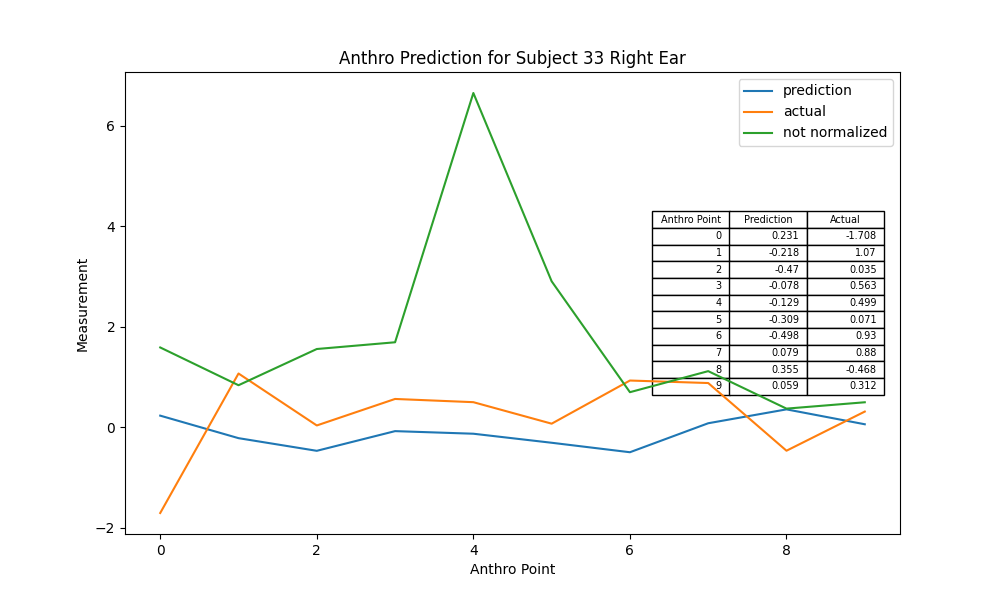 Anthro Prediction for Subject 33 Right Ear
prediction
actual
not normalized
6
4
2
0
−2
Measurement
Anthro Point Prediction Actual
0 0.231 -1.708
1 -0.218 1.07
2 -0.47 0.035
3 -0.078 0.563
4 -0.129 0.499
5 -0.309 0.071
6 -0.498 0.93
7 0.079 0.88
8 0.355 -0.468
9 0.059 0.312
0 2 4 6 8
Anthro Point